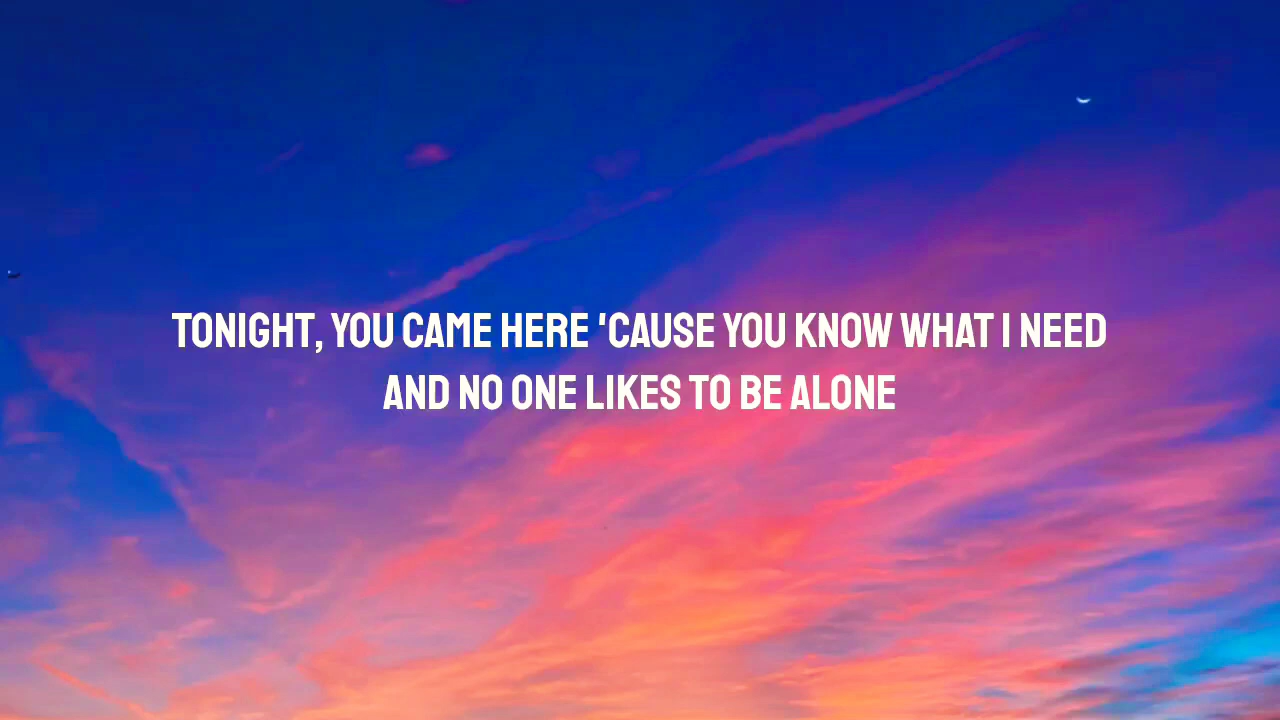 TONIGHT, YOU CAME HERE 'CAUSE YOU KNOW WHAT I NEED
AND NO ONE LIKES TO BE ALONE